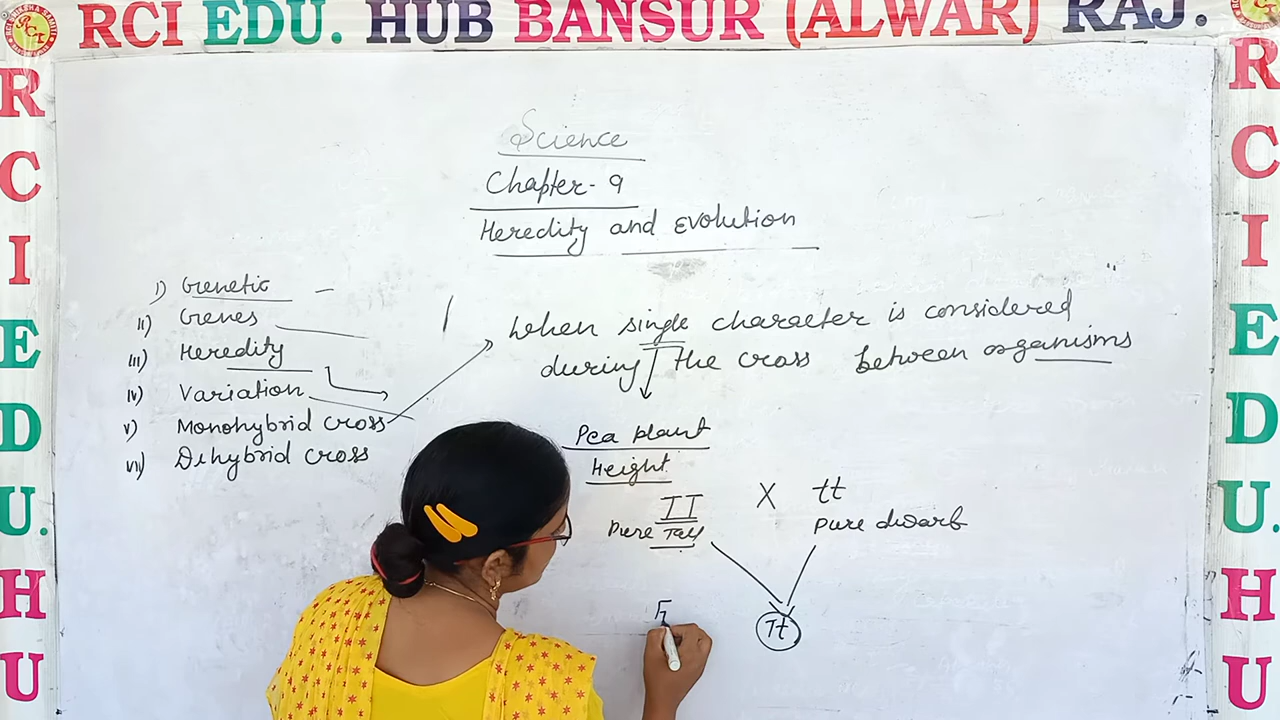 RCI EDU. HUB BANSUR (ALWAR) RAJ.
R
C
I
E
D
U.
H
U
Science
Chapter - 9
Heredity and Evolution
i) Genetic -
ii) Genes
iii) Heredity
iv) Variation
v) Monohybrid cross
vi) Dihybrid cross
When single character is considered
during the cross between organisms
Pea plant
Height
TT X tt
Pure Tall Pure dwarf
Tt
F1
R
C
I
E
D
U.
H
U